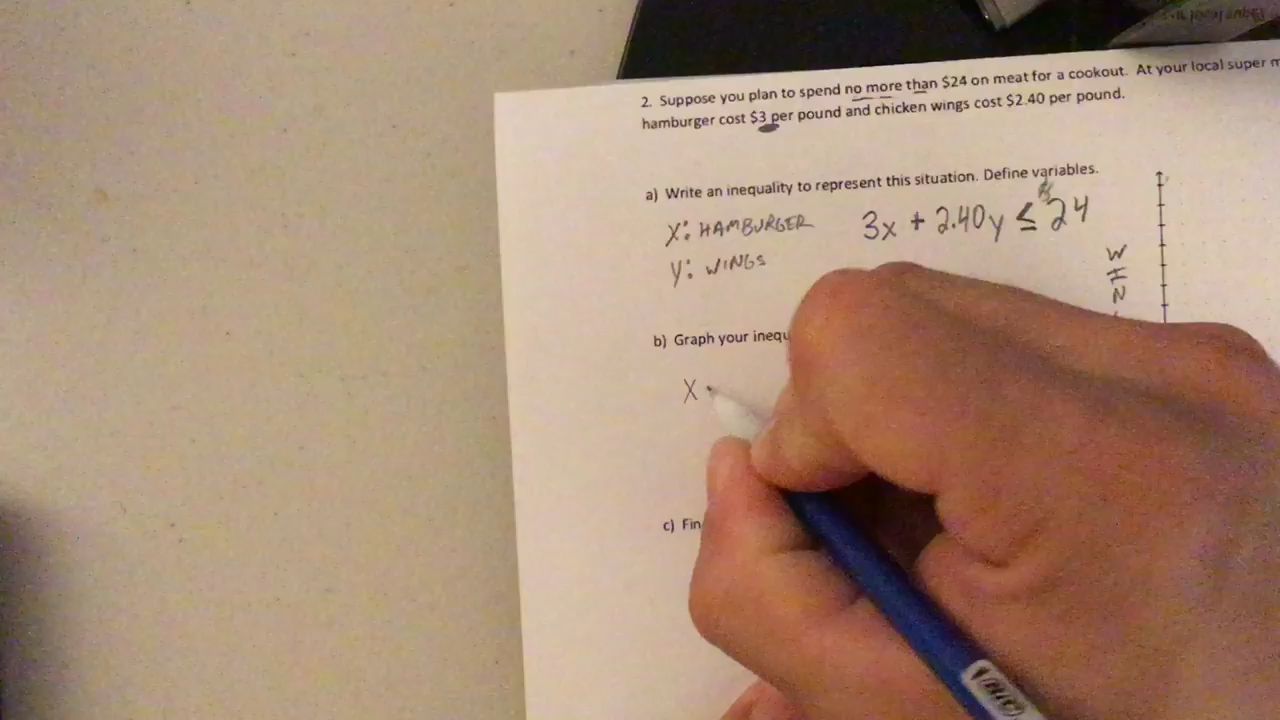 2. Suppose you plan to spend no more than $24 on meat for a cookout. At your local super
hamburger cost $3 per pound and chicken wings cost $2.40 per pound.
a) Write an inequality to represent this situation. Define variables.
X: HAMBURGER
3x + 2.40y ≤ 24
Y: WINGS
W
I
N
b) Graph your inequ
X
c) Fin
BIC